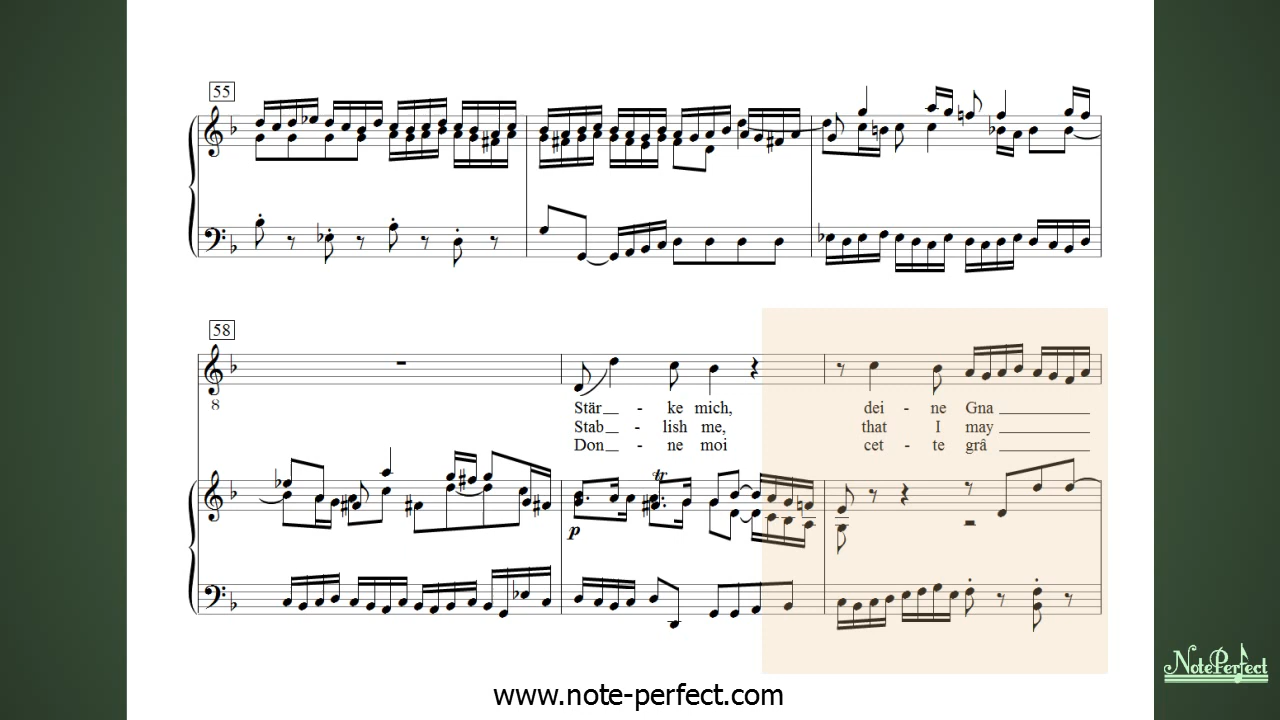 55
58
8
Stär - ke mich, dei - ne Gna
Stab - lish me, that I may
Don - ne moi cet - te grâ
tr
p
NotePerfect
www.note-perfect.com